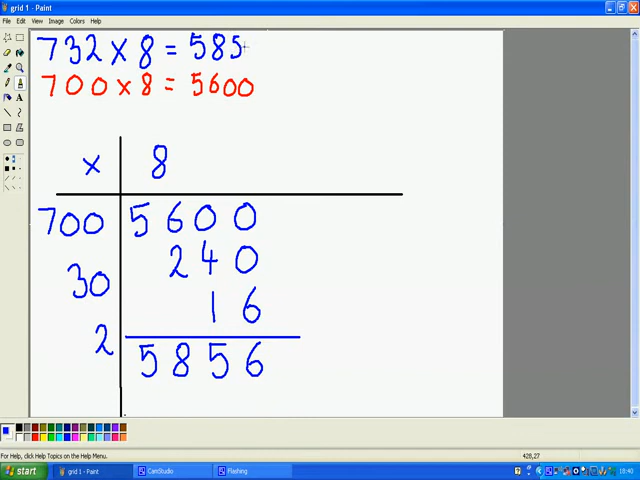 grid 1 - Paint
File Edit View Image Colors Help
732 × 8 = 585
700 × 8 = 5600
× 8
700 5600
240
30
16
2
5856
For Help, click Help Topics on the Help Menu.
428,27
start grid 1 - Paint CamStudio Flashing 18:40